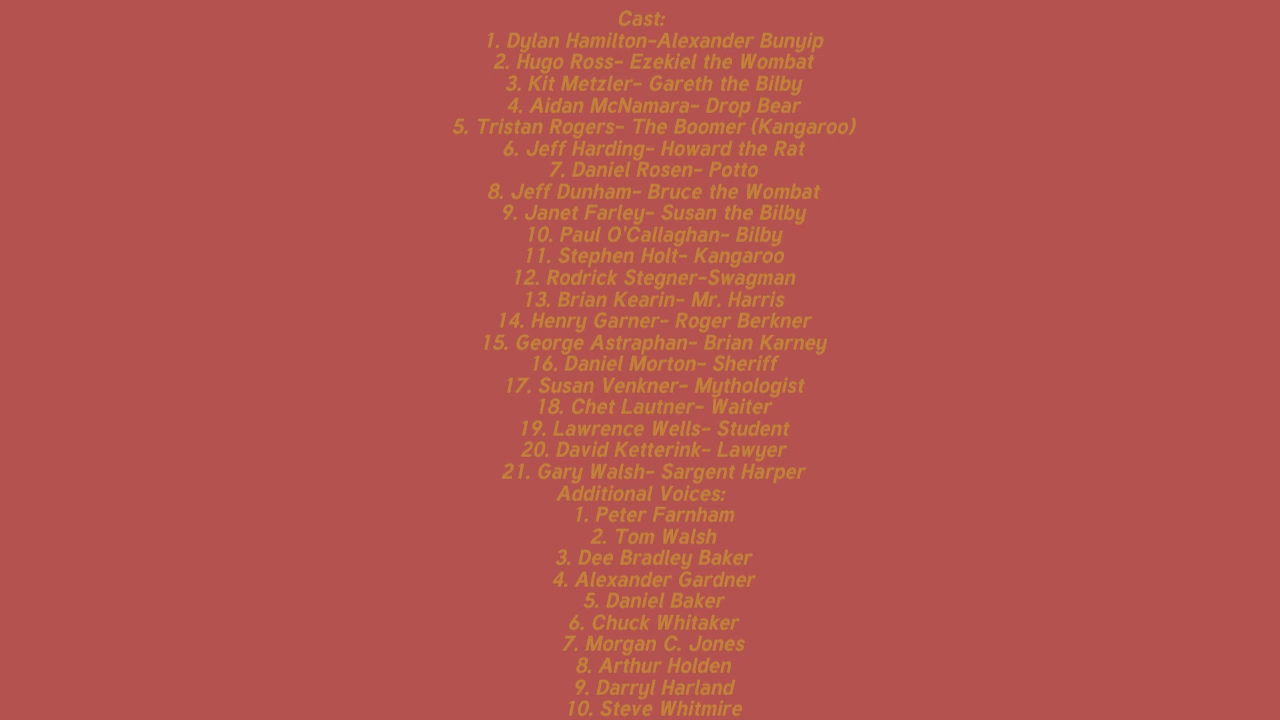 Cast:
1. Dylan Hamilton-Alexander Bunyip
2. Hugo Ross- Ezekiel the Wombat
3. Kit Metzler- Gareth the Bilby
4. Aidan McNamara- Drop Bear
5. Tristan Rogers- The Boomer (Kangaroo)
6. Jeff Harding- Howard the Rat
7. Daniel Rosen- Potto
8. Jeff Dunham- Bruce the Wombat
9. Janet Farley- Susan the Bilby
10. Paul O'Callaghan- Bilby
11. Stephen Holt- Kangaroo
12. Rodrick Stegner-Swagman
13. Brian Kearin- Mr. Harris
14. Henry Garner- Roger Berkner
15. George Astraphan- Brian Karney
16. Daniel Morton- Sheriff
17. Susan Venkner- Mythologist
18. Chet Lautner- Waiter
19. Lawrence Wells- Student
20. David Ketterink- Lawyer
21. Gary Walsh- Sargent Harper
Additional Voices:
1. Peter Farnham
2. Tom Walsh
3. Dee Bradley Baker
4. Alexander Gardner
5. Daniel Baker
6. Chuck Whitaker
7. Morgan C. Jones
8. Arthur Holden
9. Darryl Harland
10. Steve Whitmire